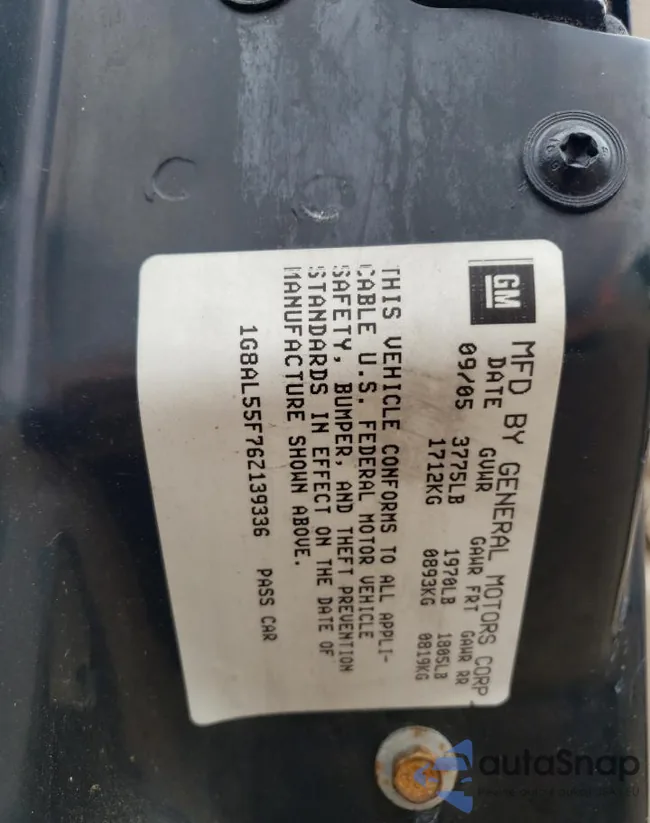 GM
MFD BY GENERAL MOTORS CORP
DATE GVWR GAWR FRT GAWR RR
09/05 3775LB 1970LB 1805LB
1712KG 0893KG 0819KG
THIS VEHICLE CONFORMS TO ALL APPLI-
CABLE U.S. FEDERAL MOTOR VEHICLE
SAFETY, BUMPER, AND THEFT PREVENTION
STANDARDS IN EFFECT ON THE DATE OF
MANUFACTURE SHOWN ABOVE.
1G8AL55F76Z139336 PASS CAR
autoSnap